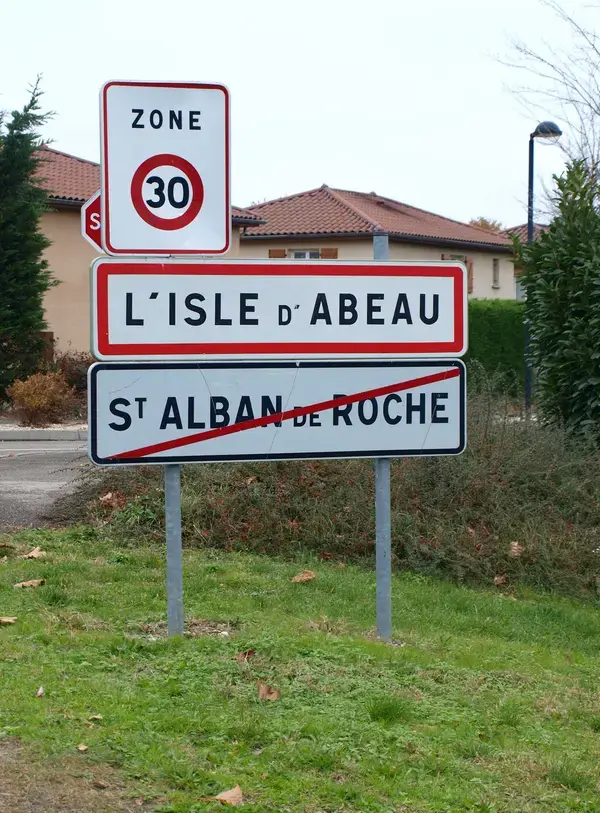 ZONE
30
L'ISLE D'ABEAU
ST ALBAN DE ROCHE